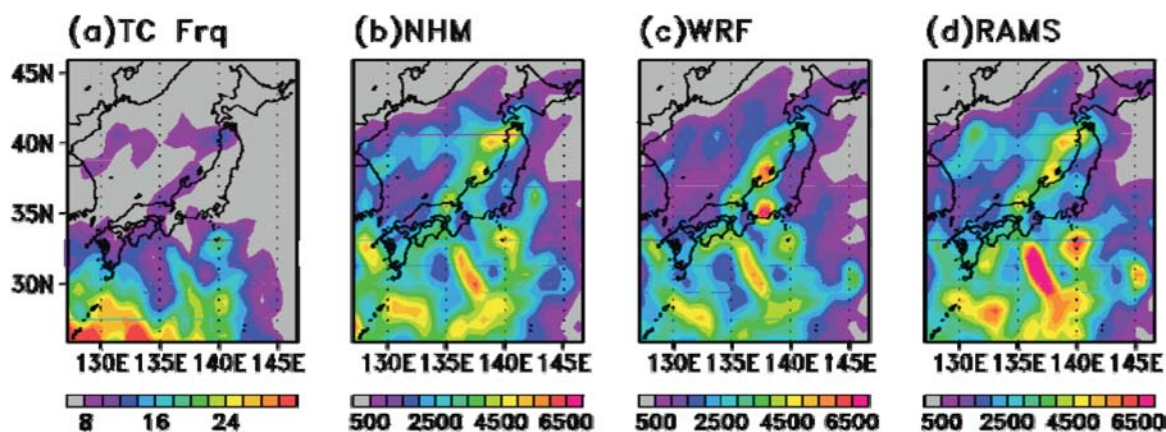 (a)TC Frq (b)NHM (c)WRF (d)RAMS
45N
40N
35N
30N
130E 135E 140E 145E 130E 135E 140E 145E 130E 135E 140E 145E 130E 135E 140E 145E
8 16 24 500 2500 4500 6500 500 2500 4500 6500 500 2500 4500 6500